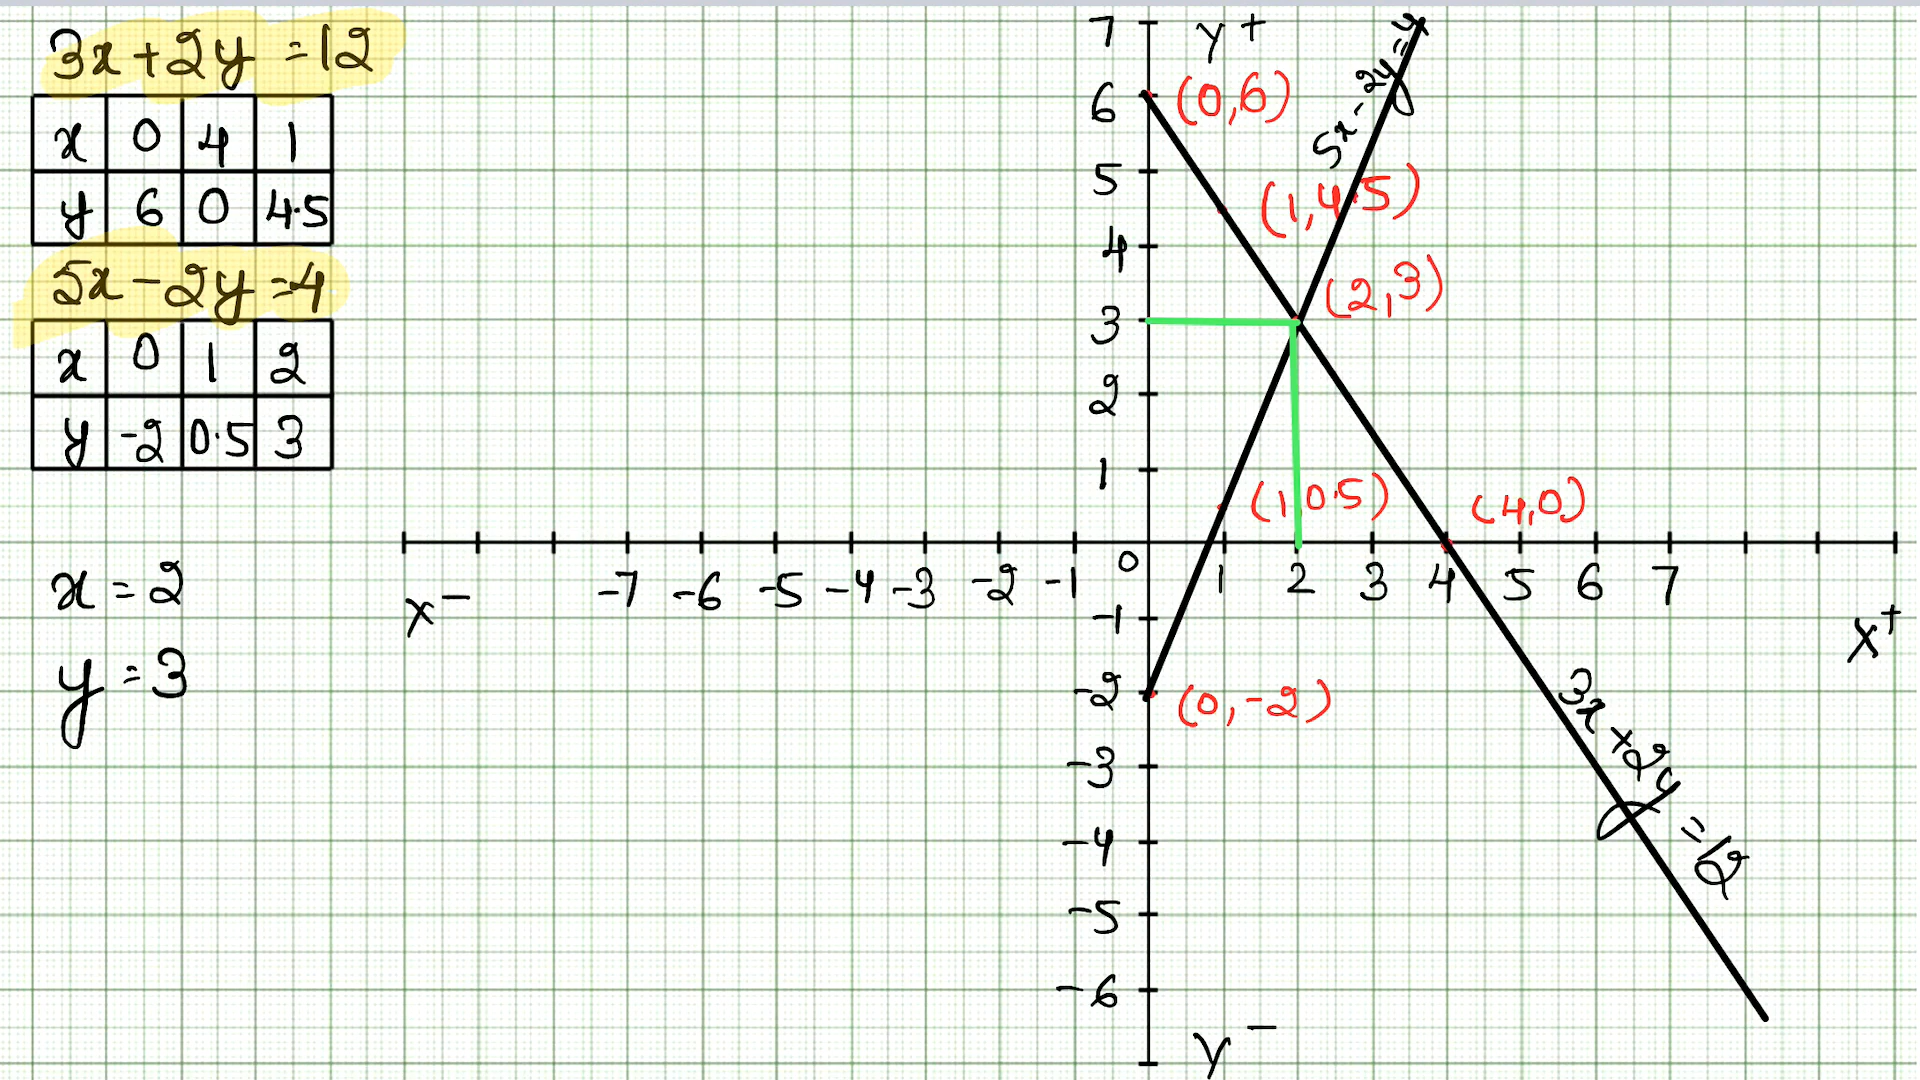 3x+2y=12
x 0 4 1
y 6 0 4.5
5x-2y=4
x 0 1 2
y -2 0.5 3
x=2
y=3
y+
7
6
5
4
3
2
1
0
-1
-2
-3
-4
-5
-6
y-
x-
-7 -6 -5 -4 -3 -2 -1
1 2 3 4 5 6 7
x+
(0,6)
(1,4.5)
(2,3)
(1,0.5)
(4,0)
(0,-2)
5x-2y=4
3x+2y=12